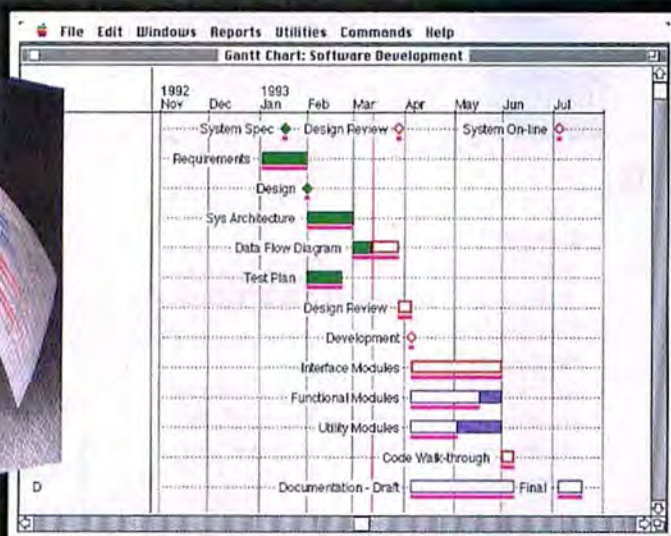 File Edit Windows Reports Utilities Commands Help
Gantt Chart: Software Development
1992 1993
Nov Dec Jan Feb Mar Apr May Jun Jul
System Spec Design Review System On-line
Requirements
Design
Sys Architecture
Data Flow Diagram
Test Plan
Design Review
Development
Interface Modules
Functional Modules
Utility Modules
Code Walk-through
D Documentation - Draft Final